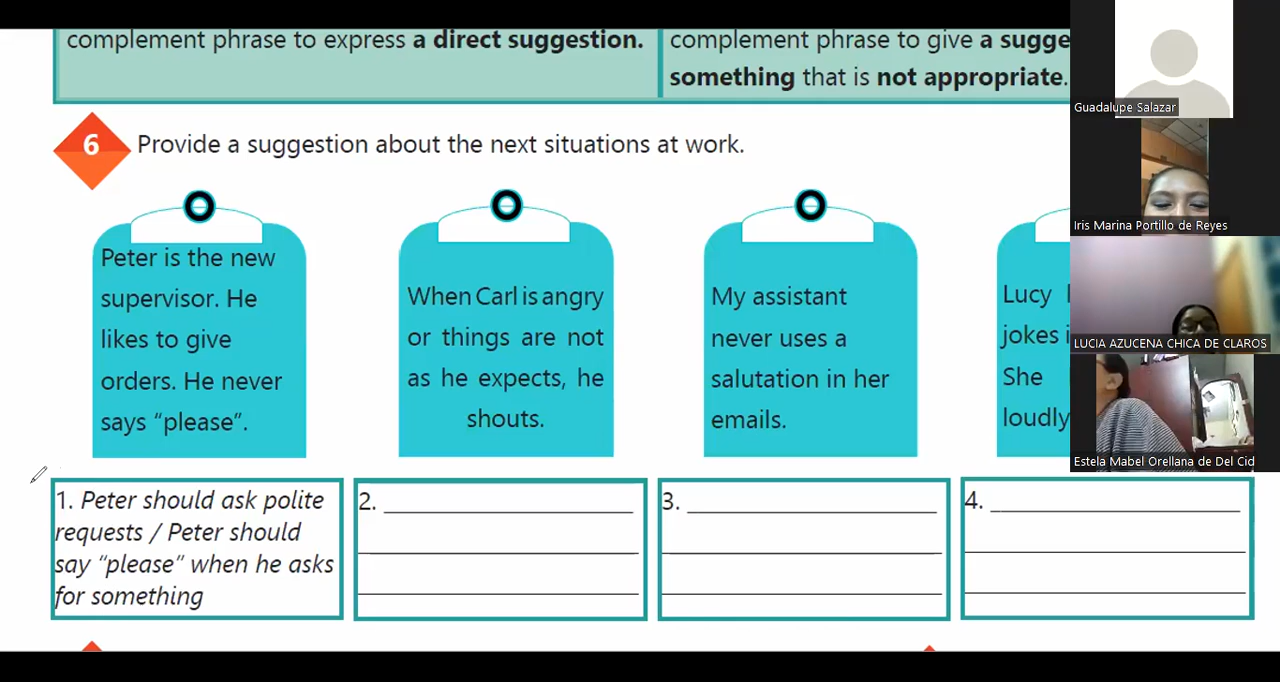 complement phrase to express a direct suggestion.
complement phrase to give a sugge
something that is not appropriate.
Guadalupe Salazar
6
Provide a suggestion about the next situations at work.
Iris Marina Portillo de Reyes
Peter is the new
supervisor. He
likes to give
orders. He never
says “please”.
When Carl is angry
or things are not
as he expects, he
shouts.
My assistant
never uses a
salutation in her
emails.
Lucy
jokes i
She
loudly
LUCIA AZUCENA CHICA DE CLAROS
Estela Mabel Orellana de Del Cid
1. Peter should ask polite
requests / Peter should
say “please” when he asks
for something
2.
3.
4.